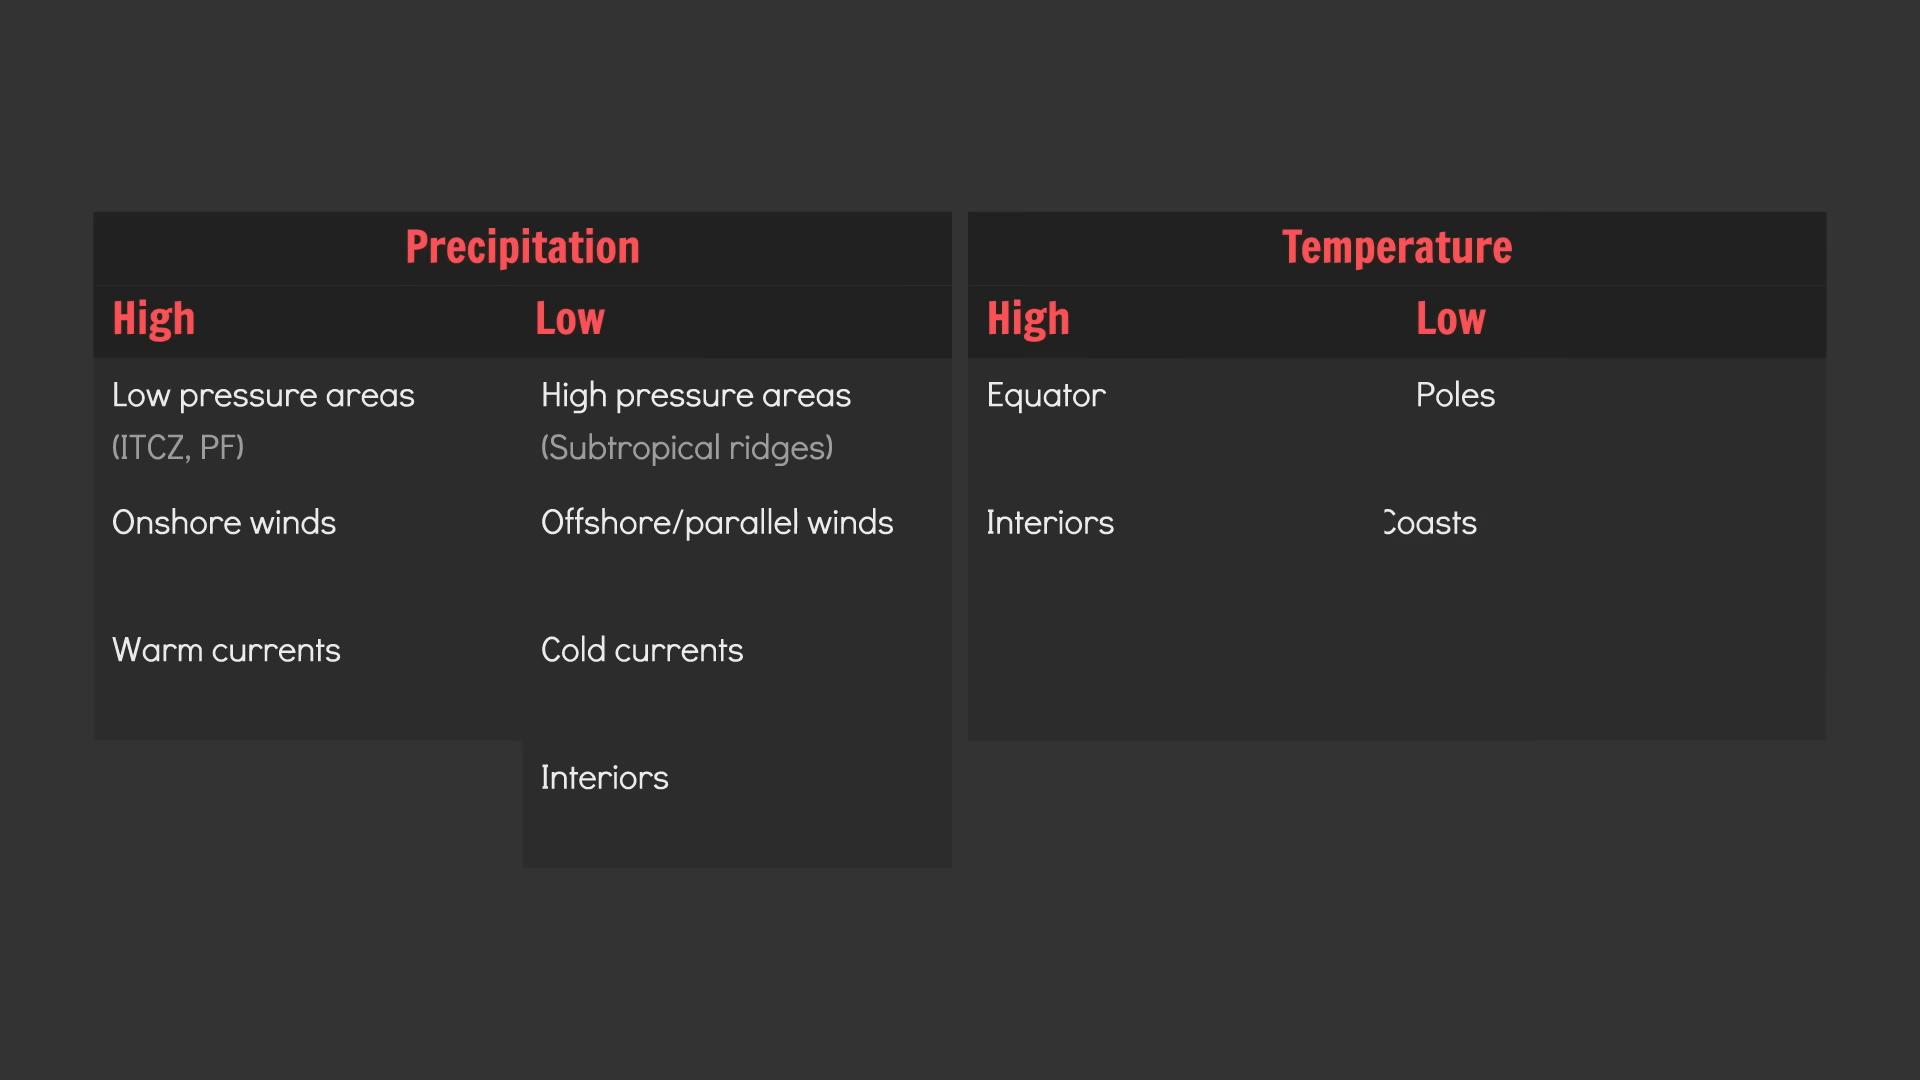 Precipitation
High Low
Low pressure areas High pressure areas
(ITCZ, PF) (Subtropical ridges)
Onshore winds Offshore/parallel winds
Warm currents Cold currents
Interiors
Temperature
High Low
Equator Poles
Interiors Coasts